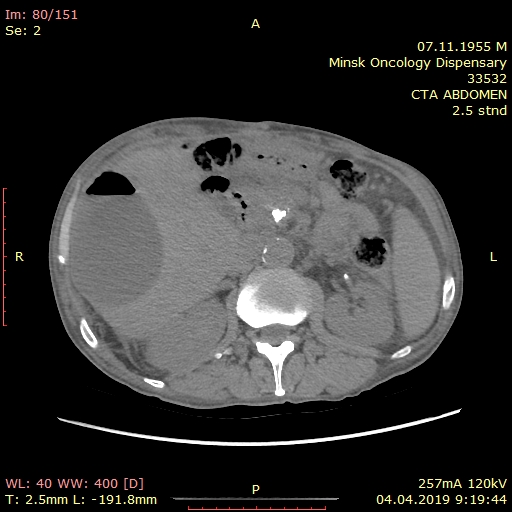 Im: 80/151
Se: 2
A
07.11.1955 M
Minsk Oncology Dispensary
33532
CTA ABDOMEN
2.5 stnd
R
L
WL: 40 WW: 400 [D]
T: 2.5mm L: -191.8mm
P
257mA 120kV
04.04.2019 9:19:44